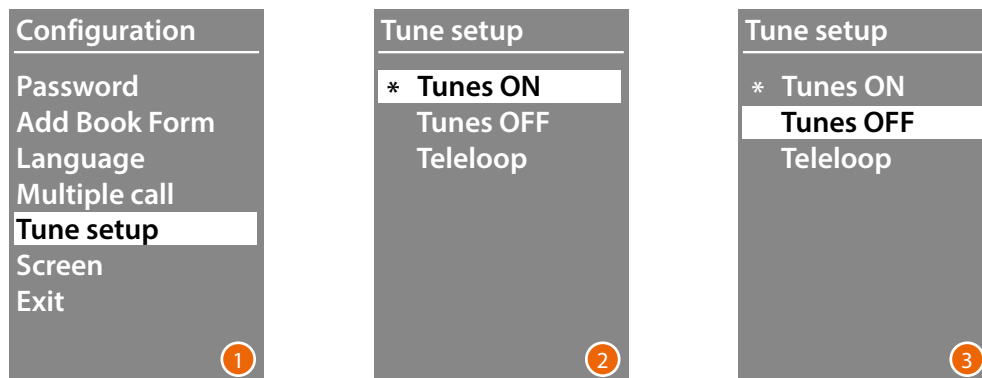 Configuration
Password
Add Book Form
Language
Multiple call
Tune setup
Screen
Exit
1
Tune setup
* Tunes ON
Tunes OFF
Teleloop
2
Tune setup
* Tunes ON
Tunes OFF
Teleloop
3